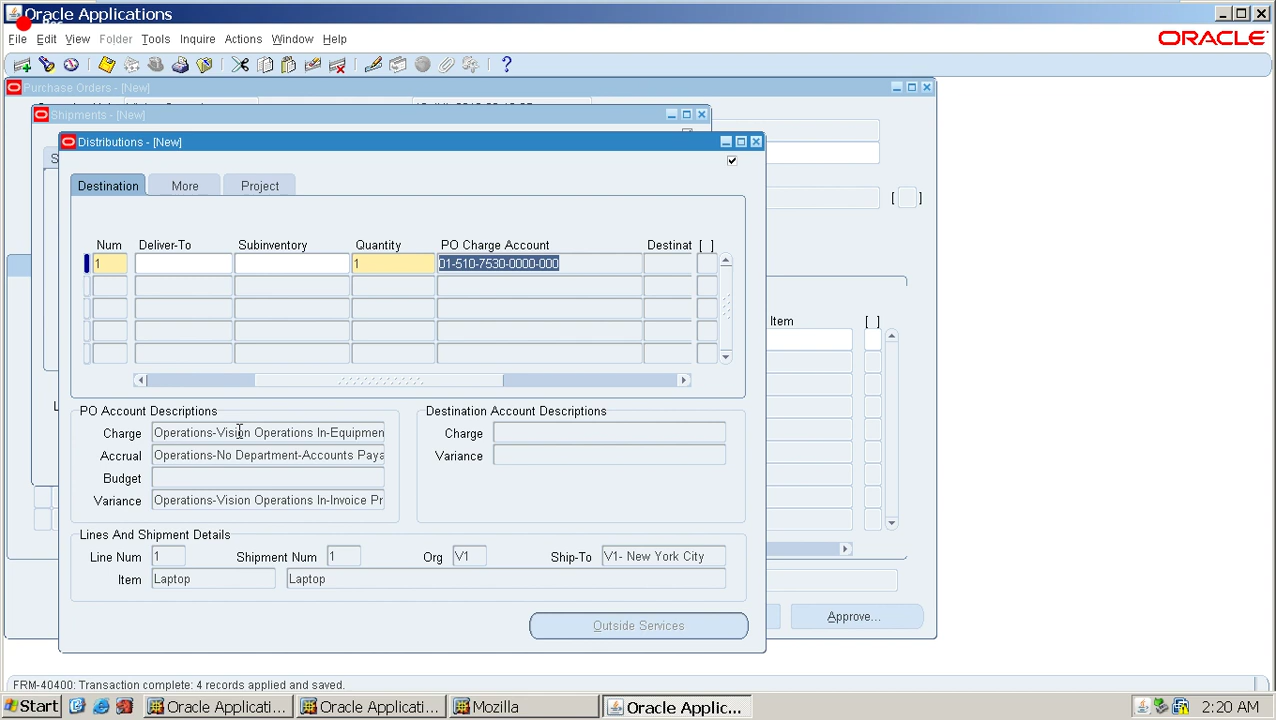 Oracle Applications
File Edit View Folder Tools Inquire Actions Window Help
ORACLE
Purchase Orders - [New]
Shipments - [New]
Distributions - [New]
[ ]
Destination More Project
Num Deliver-To Subinventory Quantity PO Charge Account Destinat [ ]
1 1 01-510-7530-0000-000
Item [ ]
PO Account Descriptions
Destination Account Descriptions
Charge Operations-Vision Operations In-Equipmen
Charge
Accrual Operations-No Department-Accounts Paya
Variance
Budget
Variance Operations-Vision Operations In-Invoice Pr
Lines And Shipment Details
Line Num 1 Shipment Num 1 Org V1 Ship-To V1- New York City
Item Laptop Laptop
Outside Services
Approve...
FRM-40400: Transaction complete: 4 records applied and saved.
Start Oracle Applicati... Oracle Applicati... Mozilla Oracle Applic... 2:20 AM